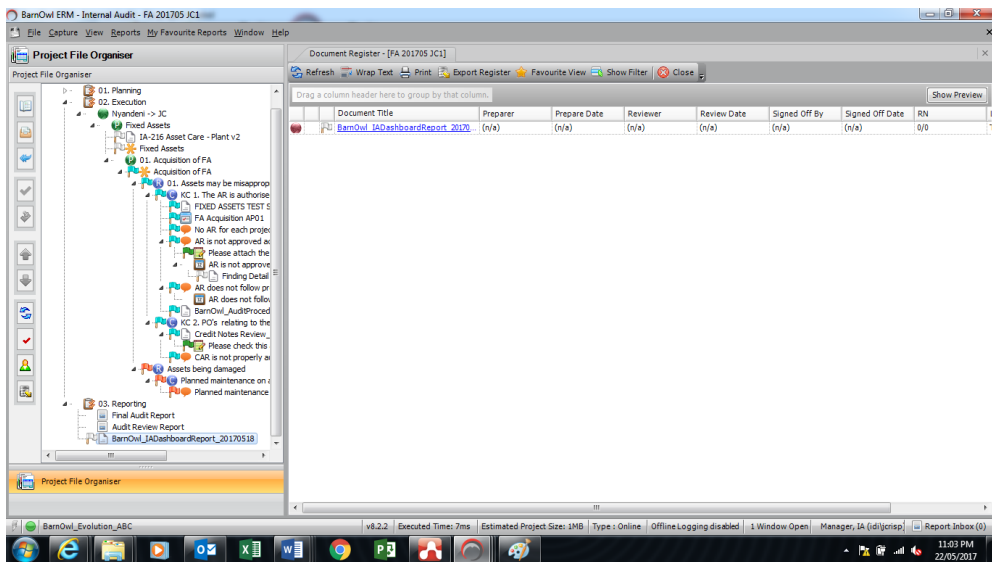 BarnOwl ERM - Internal Audit - FA 201705 JC1
File Capture View Reports My Favourite Reports Window Help
Project File Organiser
Project File Organiser
01. Planning
02. Execution
Nyandeni -> JC
Fixed Assets
IA-216 Asset Care - Plant v2
Fixed Assets
01. Acquisition of FA
Acquisition of FA
01. Assets may be misapprop
KC 1. The AR is authorise
FIXED ASSETS TEST S
FA Acquisition AP01
No AR for each projec
AR is not approved ac
Please attach the
AR is not approve
Finding Detail
AR does not follow pr
AR does not follow
BarnOwl_AuditProced
KC 2. PO's relating to the
Credit Notes Review_
Please check this
CAR is not properly a
Assets being damaged
Planned maintenance on a
Planned maintenance
03. Reporting
Final Audit Report
Audit Review Report
BarnOwl_IADashboardReport_20170518
Project File Organiser
Document Register - [FA 201705 JC1]
Refresh Wrap Text Print Export Register Favourite View Show Filter Close
Drag a column header here to group by that column. Show Preview
Document Title Preparer Prepare Date Reviewer Review Date Signed Off By Signed Off Date RN
BarnOwl_IADashboardReport_20170... (n/a) (n/a) (n/a) (n/a) (n/a) (n/a) 0/0
BarnOwl_Evolution_ABC v8.2.2 Executed Time: 7ms Estimated Project Size: 1MB Type : Online Offline Logging disabled 1 Window Open Manager, IA (idi\jcrisp) Report Inbox (0)
11:03 PM
22/05/2017